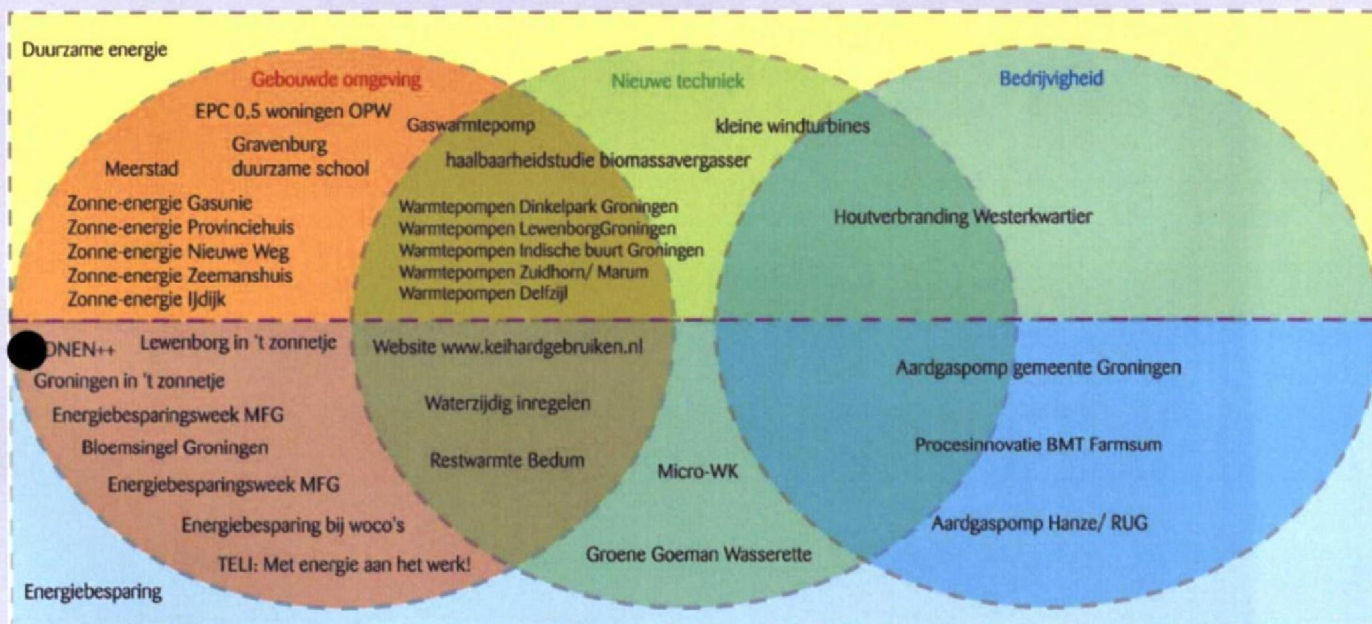 Duurzame energie
Gebouwde omgeving
Nieuwe techniek
Bedrijvigheid
EPC 0,5 woningen OPW
Gaswarmtepomp
kleine windturbines
Gravenburg
duurzame school
Meerstad
haalbaarheidstudie biomassavergasser
Zonne-energie Gasunie
Zonne-energie Provinciehuis
Zonne-energie Nieuwe Weg
Zonne-energie Zeemanshuis
Zonne-energie IJdijk
Warmtepompen Dinkelpark Groningen
Warmtepompen LewenborgGroningen
Warmtepompen Indische buurt Groningen
Warmtepompen Zuidhorn/ Marum
Warmtepompen Delfzijl
Houtverbranding Westerkwartier
Lewenborg in 't zonnetje
Groningen in 't zonnetje
Energiebesparingsweek MFG
Bloemsingel Groningen
Energiebesparingsweek MFG
Energiebesparing bij woco's
TELI: Met energie aan het werk!
Website www.keihardgebruiken.nl
Waterzijdig inregelen
Restwarmte Bedum
Micro-WK
Groene Goeman Wasserette
Aardgaspomp gemeente Groningen
Procesinnovatie BMT Farmsum
Aardgaspomp Hanze/ RUG
Energiebesparing